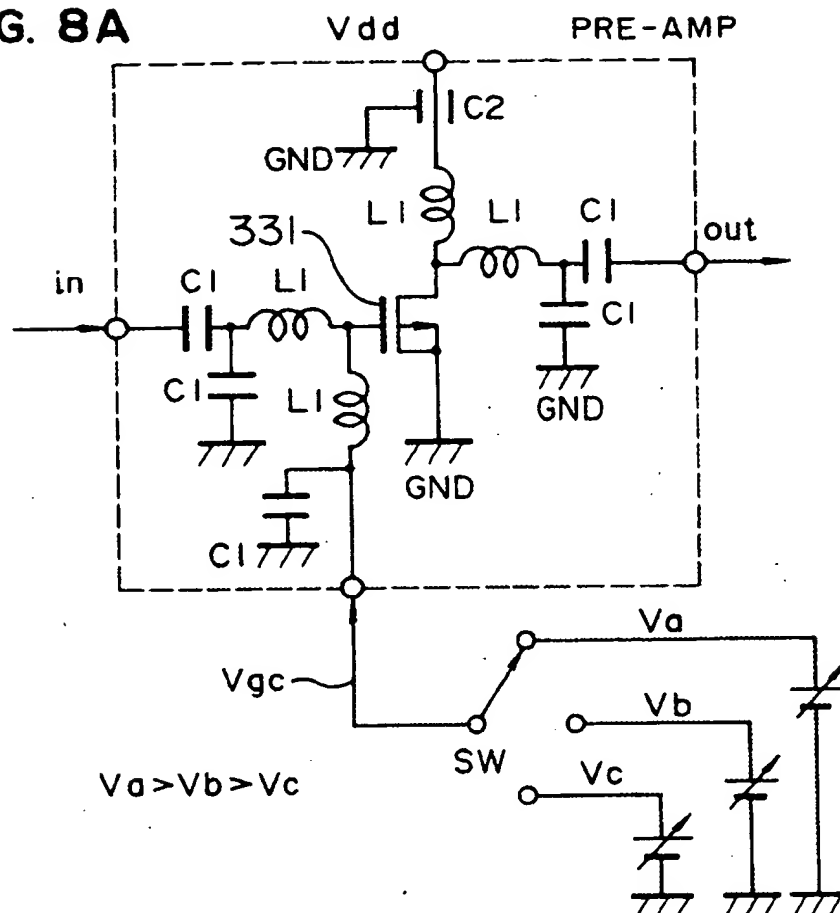 G. 8A
Vdd
PRE-AMP
C2
GND
L1
L1
C1
out
331
in
C1
L1
C1
C1
L1
GND
GND
C1
Va
Vgc
Vb
SW
Vc
Va>Vb>Vc